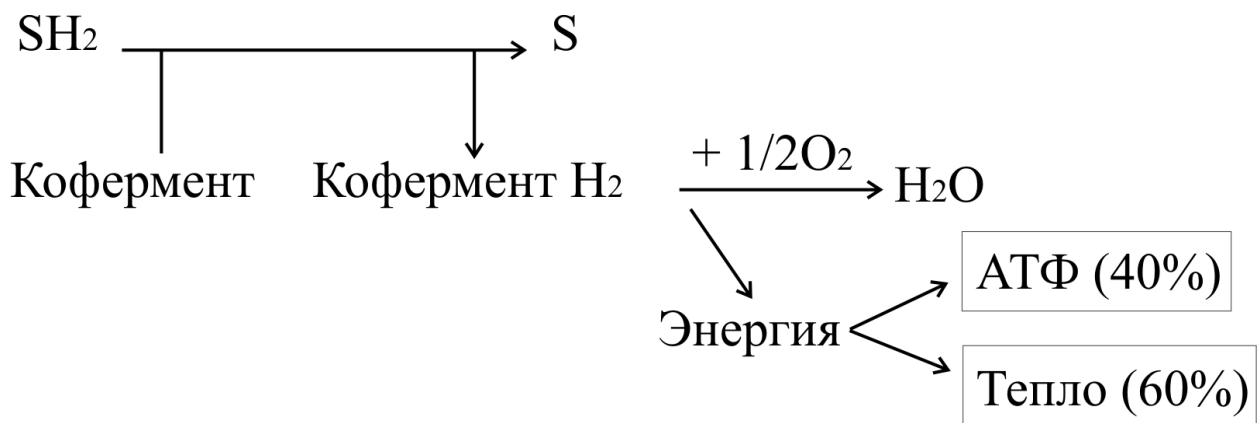 SH₂ S
Кофермент Кофермент H₂
+ 1/2O₂
H₂O
АТФ (40%)
Энергия
Тепло (60%)